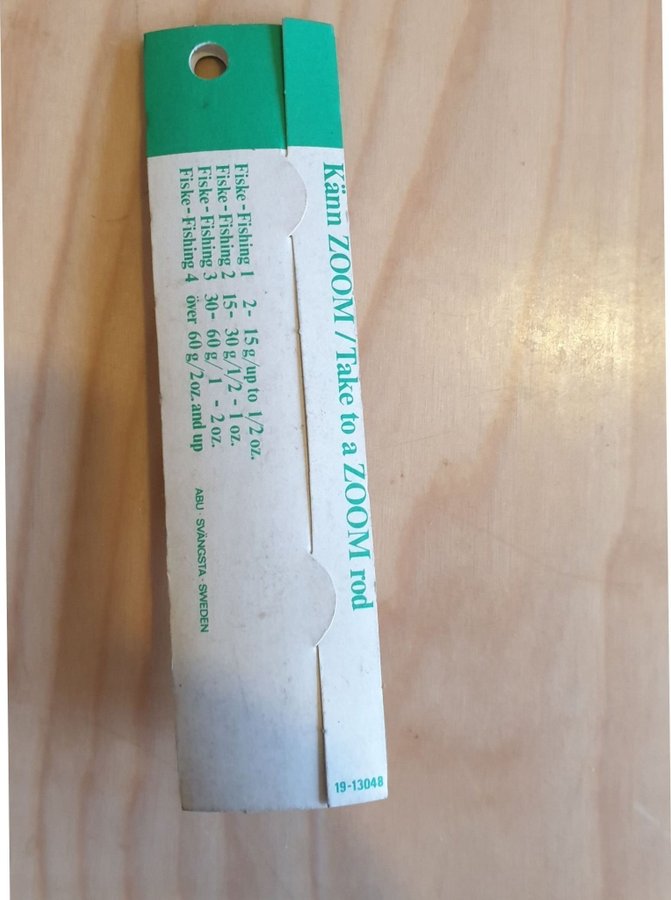 Känn ZOOM / Take to a ZOOM rod
Fiske - Fishing 1 2- 15 g/up to 1/2 oz.
Fiske - Fishing 2 15- 30 g/1/2 - 1 oz.
Fiske - Fishing 3 30- 60 g/ 1 - 2 oz.
Fiske - Fishing 4 över 60 g/2 oz. and up
ABU · SVÄNGSTA · SWEDEN
19-13048